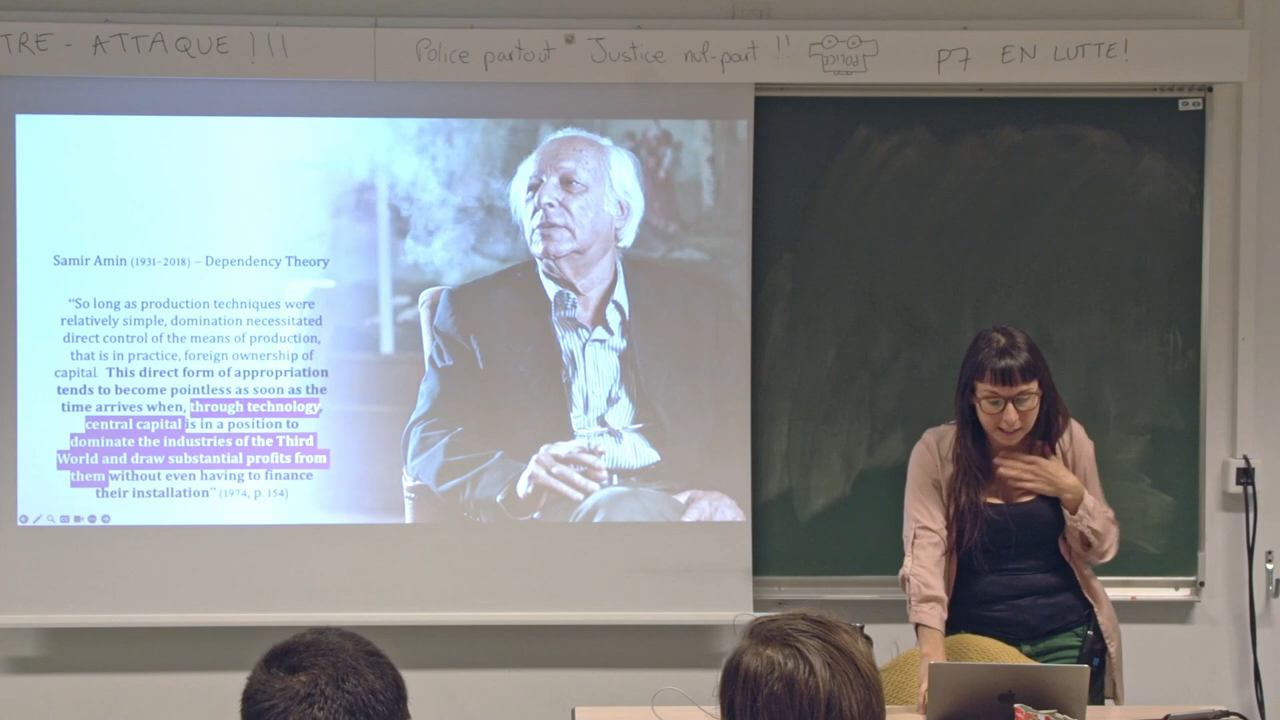 TRE - ATTAQUE !!!
Police partout Justice nul-part !!
POLICE
P7 EN LUTTE!
Samir Amin (1931–2018) – Dependency Theory
“So long as production techniques were
relatively simple, domination necessitated
direct control of the means of production,
that is in practice, foreign ownership of
capital. This direct form of appropriation
tends to become pointless as soon as the
time arrives when, through technology,
central capital is in a position to
dominate the industries of the Third
World and draw substantial profits from
them without even having to finance
their installation” (1974, p. 154)